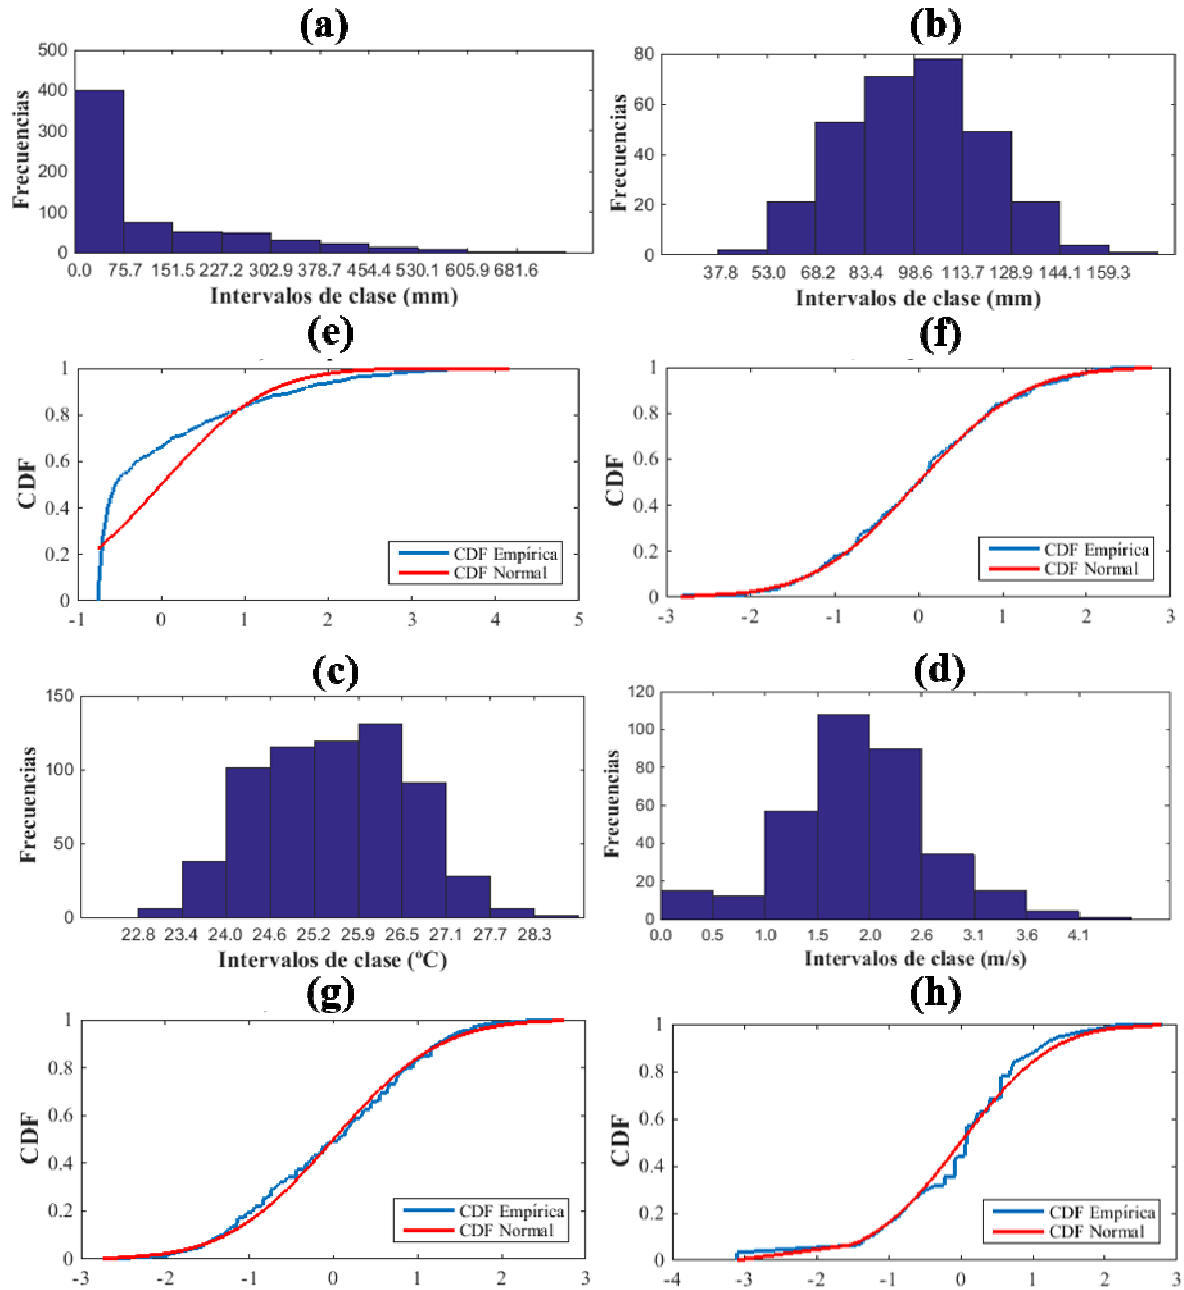 (a)
500
400
300
200
100
0
Frecuencias
0.0 75.7 151.5 227.2 302.9 378.7 454.4 530.1 605.9 681.6
Intervalos de clase (mm)
(b)
80
60
40
20
0
Frecuencias
37.8 53.0 68.2 83.4 98.6 113.7 128.9 144.1 159.3
Intervalos de clase (mm)
(e)
1
0.8
0.6
0.4
0.2
0
CDF
CDF Empírica
CDF Normal
-1 0 1 2 3 4 5
(f)
1
0.8
0.6
0.4
0.2
0
CDF
CDF Empírica
CDF Normal
-3 -2 -1 0 1 2 3
(c)
150
100
50
0
Frecuencias
22.8 23.4 24.0 24.6 25.2 25.9 26.5 27.1 27.7 28.3
Intervalos de clase (ºC)
(d)
120
100
80
60
40
20
0
Frecuencias
0.0 0.5 1.0 1.5 2.0 2.6 3.1 3.6 4.1
Intervalos de clase (m/s)
(g)
1
0.8
0.6
0.4
0.2
0
CDF
CDF Empírica
CDF Normal
-3 -2 -1 0 1 2 3
(h)
1
0.8
0.6
0.4
0.2
0
CDF
CDF Empírica
CDF Normal
-4 -3 -2 -1 0 1 2 3